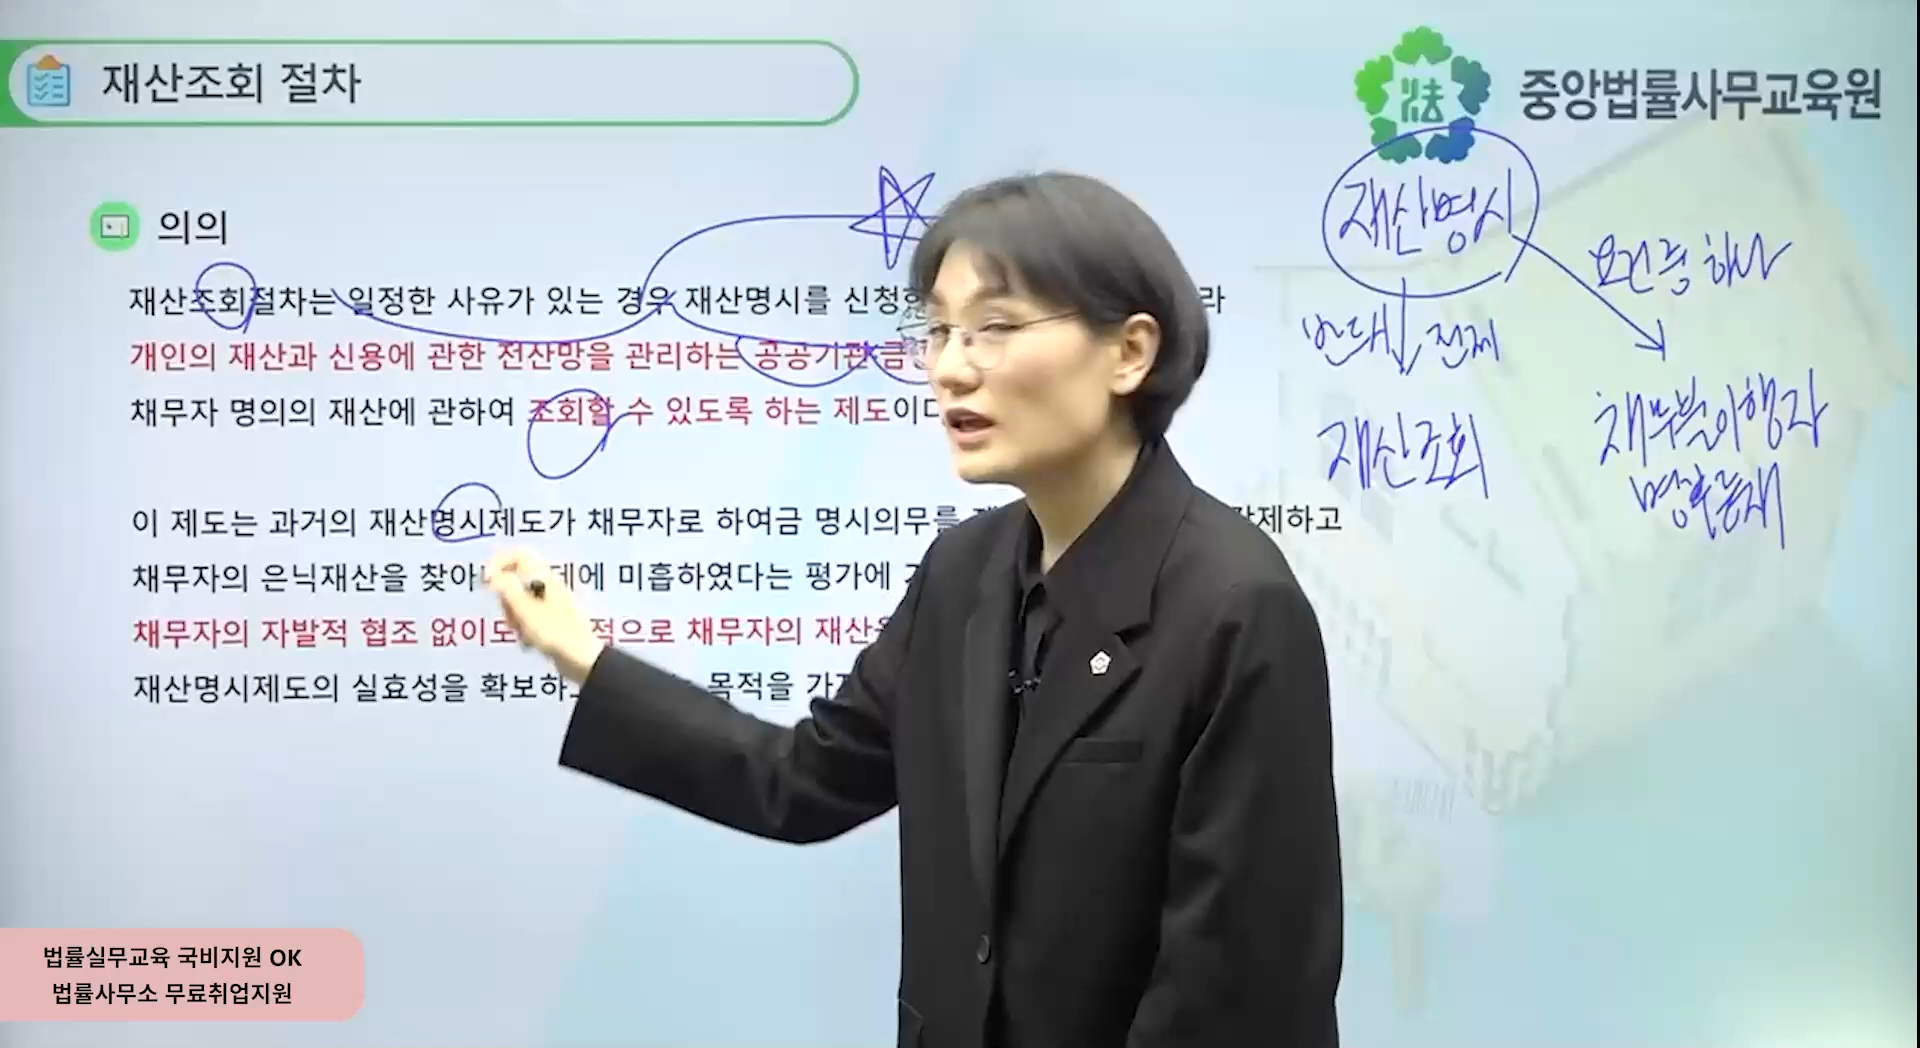 재산조회 절차
중앙법률사무교육원
의의
재산조회절차는 일정한 사유가 있는 경우 재산명시를 신청한 라
개인의 재산과 신용에 관한 전산망을 관리하는 공공기관 금
채무자 명의의 재산에 관하여 조회할 수 있도록 하는 제도이다
이 제도는 과거의 재산명시제도가 채무자로 하여금 명시의무를 강제하고
채무자의 은닉재산을 찾아 데에 미흡하였다는 평가에
채무자의 자발적 협조 없이도 적으로 채무자의 재산을
재산명시제도의 실효성을 확보하 목적을 가
재산명시
요건 중 하나
반드시 전제
재산조회
채무불이행자
명부등재
법률실무교육 국비지원 OK
법률사무소 무료취업지원